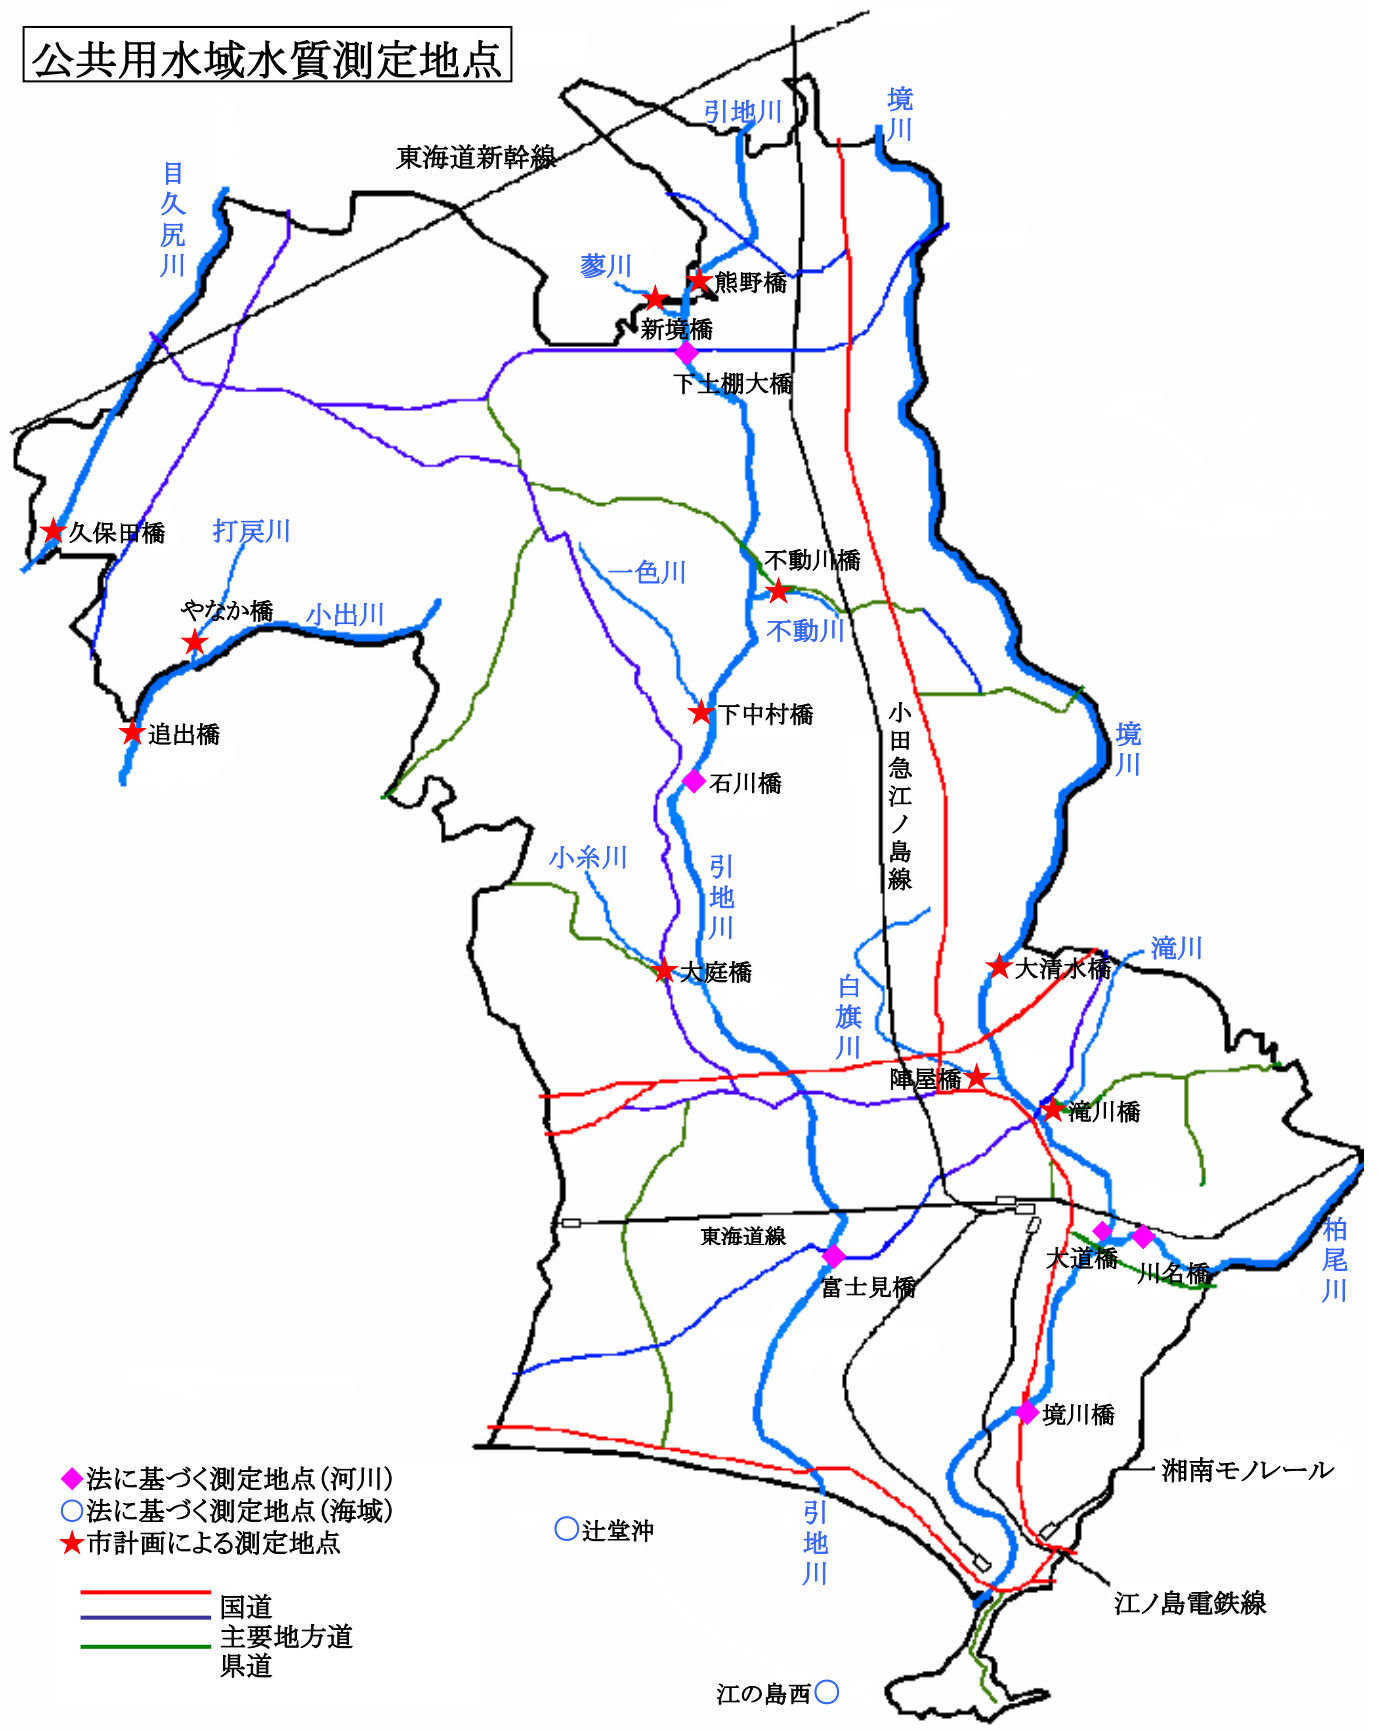 公共用水域水質測定地点
引地川
境川
東海道新幹線
目久尻川
蓼川
熊野橋
新境橋
下土棚大橋
久保田橋
打戻川
一色川
不動川橋
やなか橋
小出川
不動川
追出橋
下中村橋
小田急江ノ島線
境川
石川橋
小糸川
引地川
滝川
大庭橋
大清水橋
白旗川
陣屋橋
滝川橋
東海道線
大道橋
川名橋
柏尾川
富士見橋
境川橋
湘南モノレール
法に基づく測定地点(河川)
法に基づく測定地点(海域)
市計画による測定地点
辻堂沖
引地川
国道
主要地方道
県道
江ノ島電鉄線
江の島西